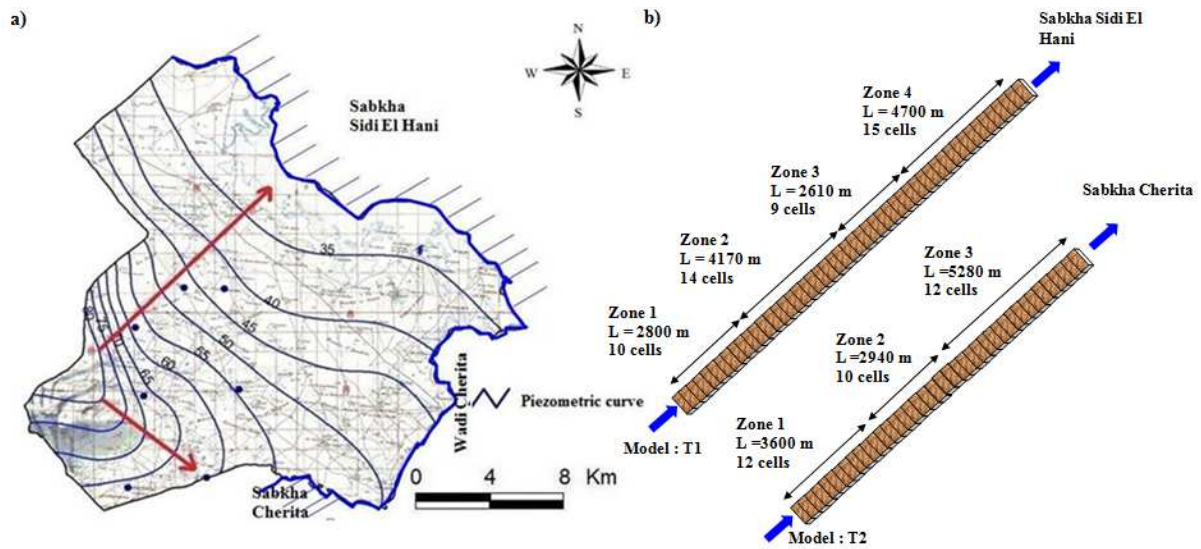 a)
N
W E
S
Sabkha
Sidi El Hani
35
40
45
50
65
60
65
75
80
Wadi Cherita
Piezometric curve
0 4 8 Km
Sabkha
Cherita
b)
Sabkha Sidi El
Hani
Zone 4
L = 4700 m
15 cells
Zone 3
L = 2610 m
9 cells
Zone 2
L = 4170 m
14 cells
Zone 1
L = 2800 m
10 cells
Model : T1
Sabkha Cherita
Zone 3
L =5280 m
12 cells
Zone 2
L =2940 m
10 cells
Zone 1
L =3600 m
12 cells
Model : T2